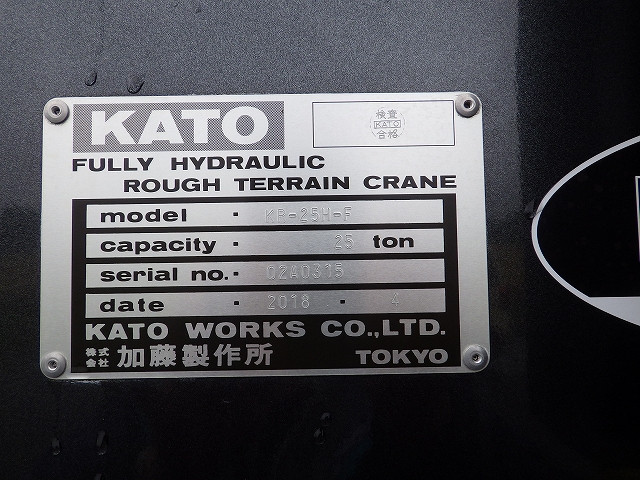 KATO
検査
KATO
合格
FULLY HYDRAULIC
ROUGH TERRAIN CRANE
model · KR-25H-F
capacity · 25 ton
serial no. · 02A0315
date · 2018 · 4
KATO WORKS CO.,LTD.
株式会社 加藤製作所 TOKYO